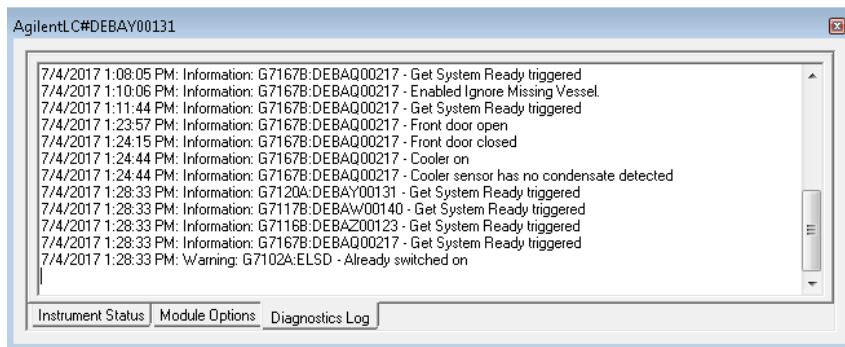 AgilentLC#DEBAY00131
7/4/2017 1:08:05 PM: Information: G7167B:DEBAQ00217 - Get System Ready triggered
7/4/2017 1:10:06 PM: Information: G7167B:DEBAQ00217 - Enabled Ignore Missing Vessel.
7/4/2017 1:11:44 PM: Information: G7167B:DEBAQ00217 - Get System Ready triggered
7/4/2017 1:23:57 PM: Information: G7167B:DEBAQ00217 - Front door open
7/4/2017 1:24:15 PM: Information: G7167B:DEBAQ00217 - Front door closed
7/4/2017 1:24:44 PM: Information: G7167B:DEBAQ00217 - Cooler on
7/4/2017 1:24:44 PM: Information: G7167B:DEBAQ00217 - Cooler sensor has no condensate detected
7/4/2017 1:28:33 PM: Information: G7120A:DEBAY00131 - Get System Ready triggered
7/4/2017 1:28:33 PM: Information: G7117B:DEBAW00140 - Get System Ready triggered
7/4/2017 1:28:33 PM: Information: G7116B:DEBAZ00123 - Get System Ready triggered
7/4/2017 1:28:33 PM: Information: G7167B:DEBAQ00217 - Get System Ready triggered
7/4/2017 1:28:33 PM: Warning: G7102A:ELSD - Already switched on
Instrument Status Module Options Diagnostics Log